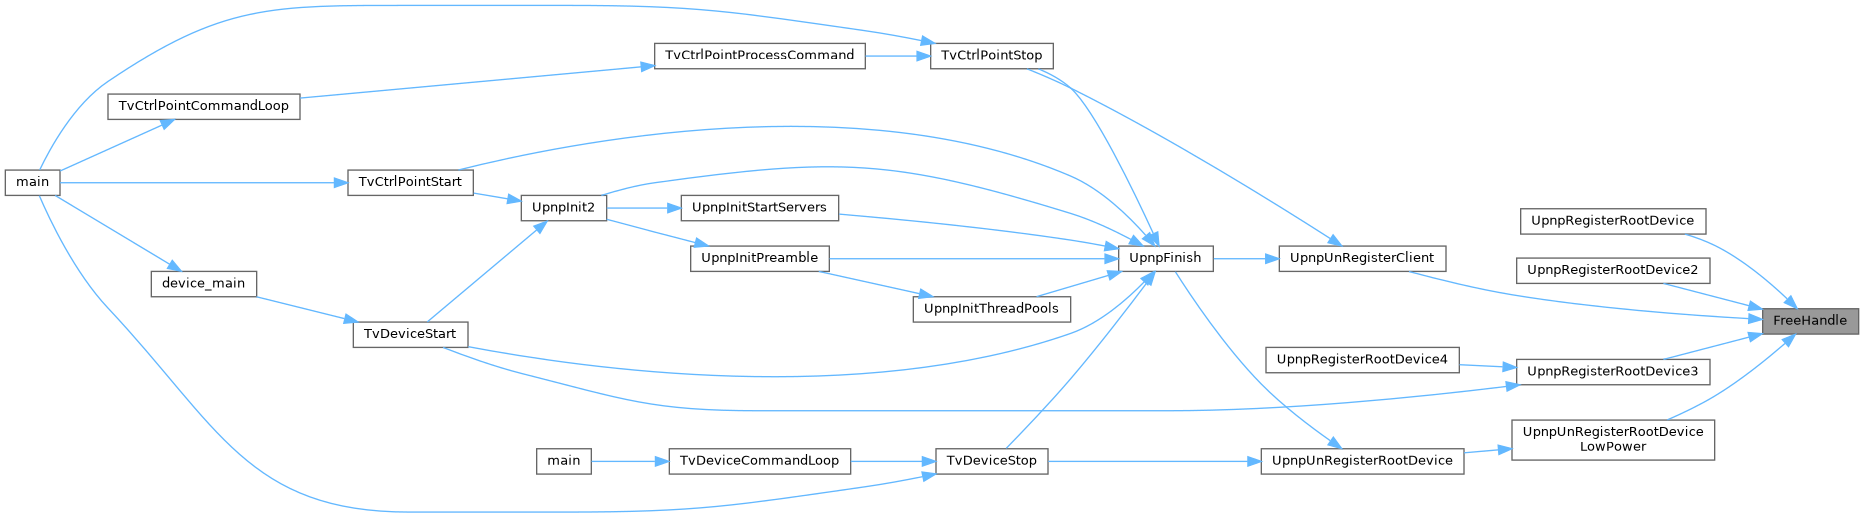 TvCtrlPointProcessCommand
TvCtrlPointStop
TvCtrlPointCommandLoop
main
TvCtrlPointStart
UpnpInit2
UpnpInitStartServers
UpnpRegisterRootDevice
UpnpInitPreamble
UpnpFinish
UpnpUnRegisterClient
UpnpRegisterRootDevice2
device_main
UpnpInitThreadPools
FreeHandle
TvDeviceStart
UpnpRegisterRootDevice4
UpnpRegisterRootDevice3
UpnpUnRegisterRootDevice
LowPower
main
TvDeviceCommandLoop
TvDeviceStop
UpnpUnRegisterRootDevice